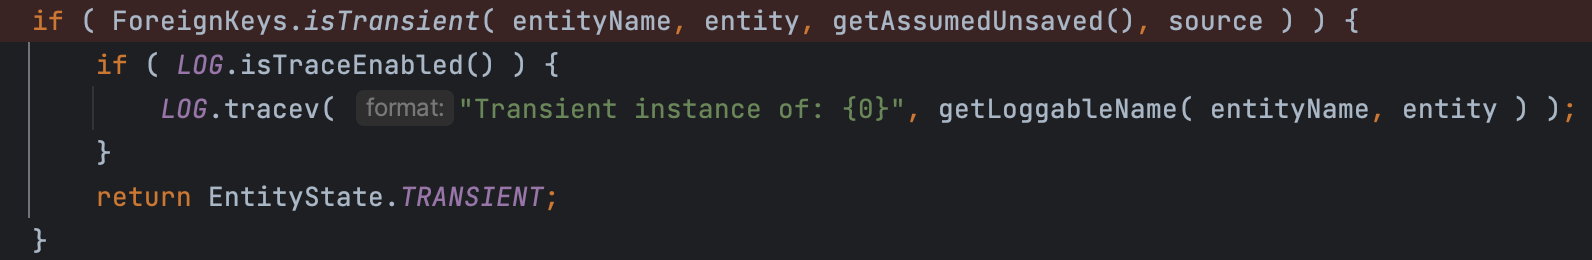 if ( ForeignKeys.isTransient( entityName, entity, getAssumedUnsaved(), source ) ) {
if ( LOG.isTraceEnabled() ) {
LOG.tracev( format: "Transient instance of: {0}", getLoggableName( entityName, entity ) );
}
return EntityState.TRANSIENT;
}